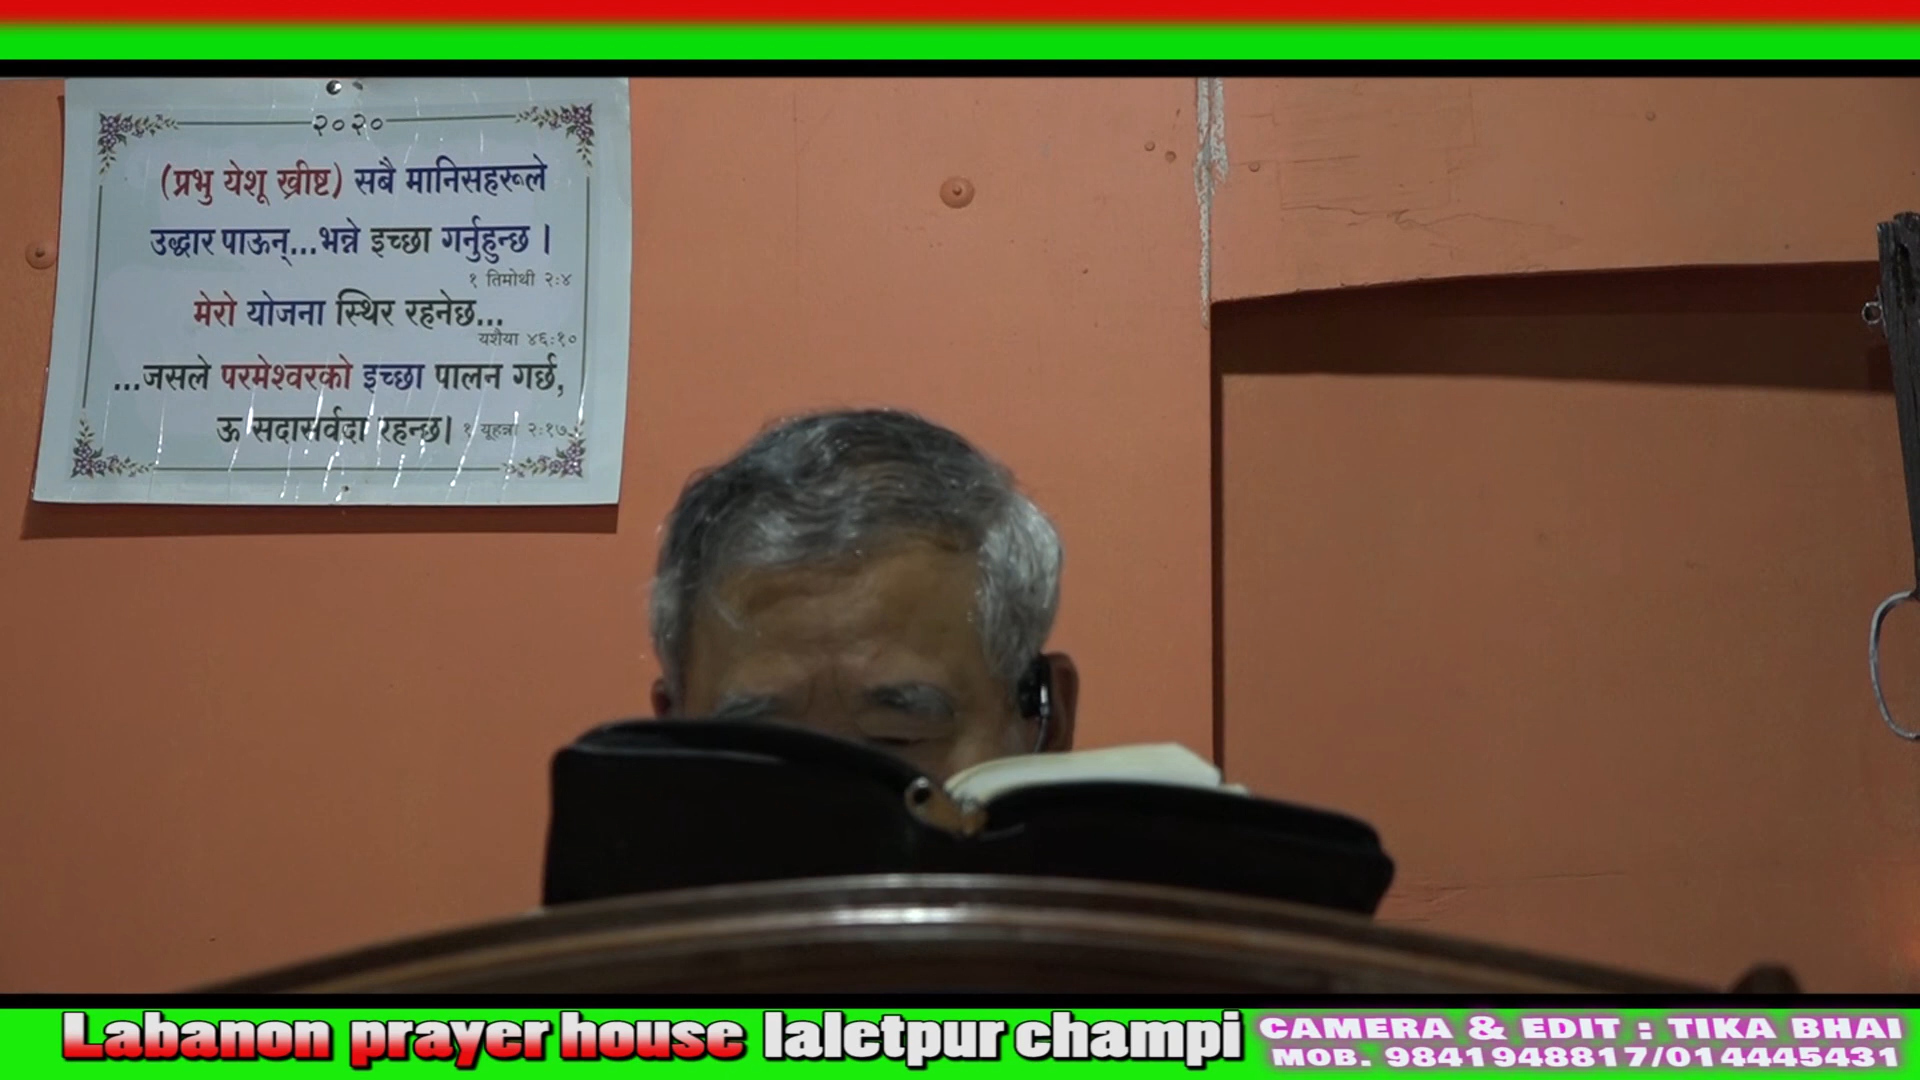 २०२०
(प्रभु येशू ख्रीष्ट) सबै मानिसहरूले
उद्धार पाऊन्...भन्ने इच्छा गर्नुहुन्छ ।
१ तिमोथी २:४
मेरो योजना स्थिर रहनेछ...
यशैया ४६:१०
...जसले परमेश्वरको इच्छा पालन गर्छ,
ऊ सदासर्वदा रहन्छ। १ यूहन्ना २:१७
Labanon prayer house laletpur champi
CAMERA & EDIT : TIKA BHAI
MOB. 9841948817/014445431